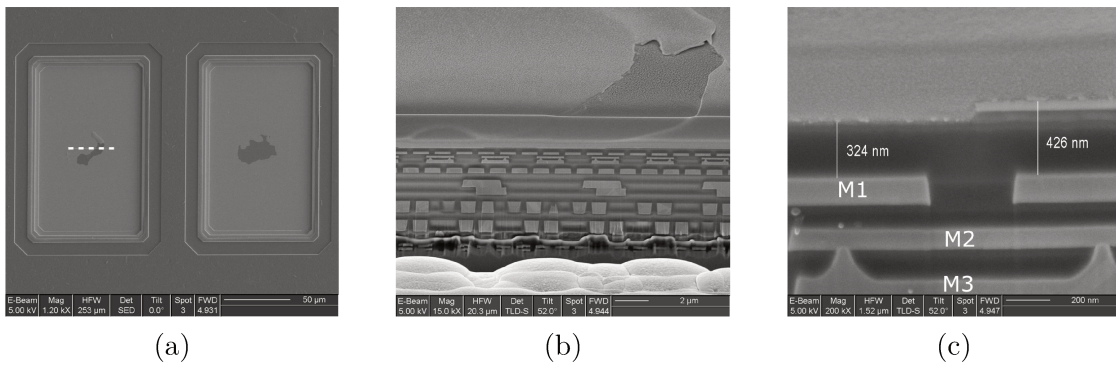 E-Beam Mag HFW Det Tilt Spot FWD
5.00 kV 1.20 kX 253 µm SED 0.0° 3 4.931 50 µm
(a)
E-Beam Mag HFW Det Tilt Spot FWD
5.00 kV 15.0 kX 20.3 µm TLD-S 52.0° 3 4.944 2 µm
(b)
324 nm
426 nm
M1
M2
M3
E-Beam Mag HFW Det Tilt Spot FWD
5.00 kV 200 kX 1.52 µm TLD-S 52.0° 3 4.947 200 nm
(c)